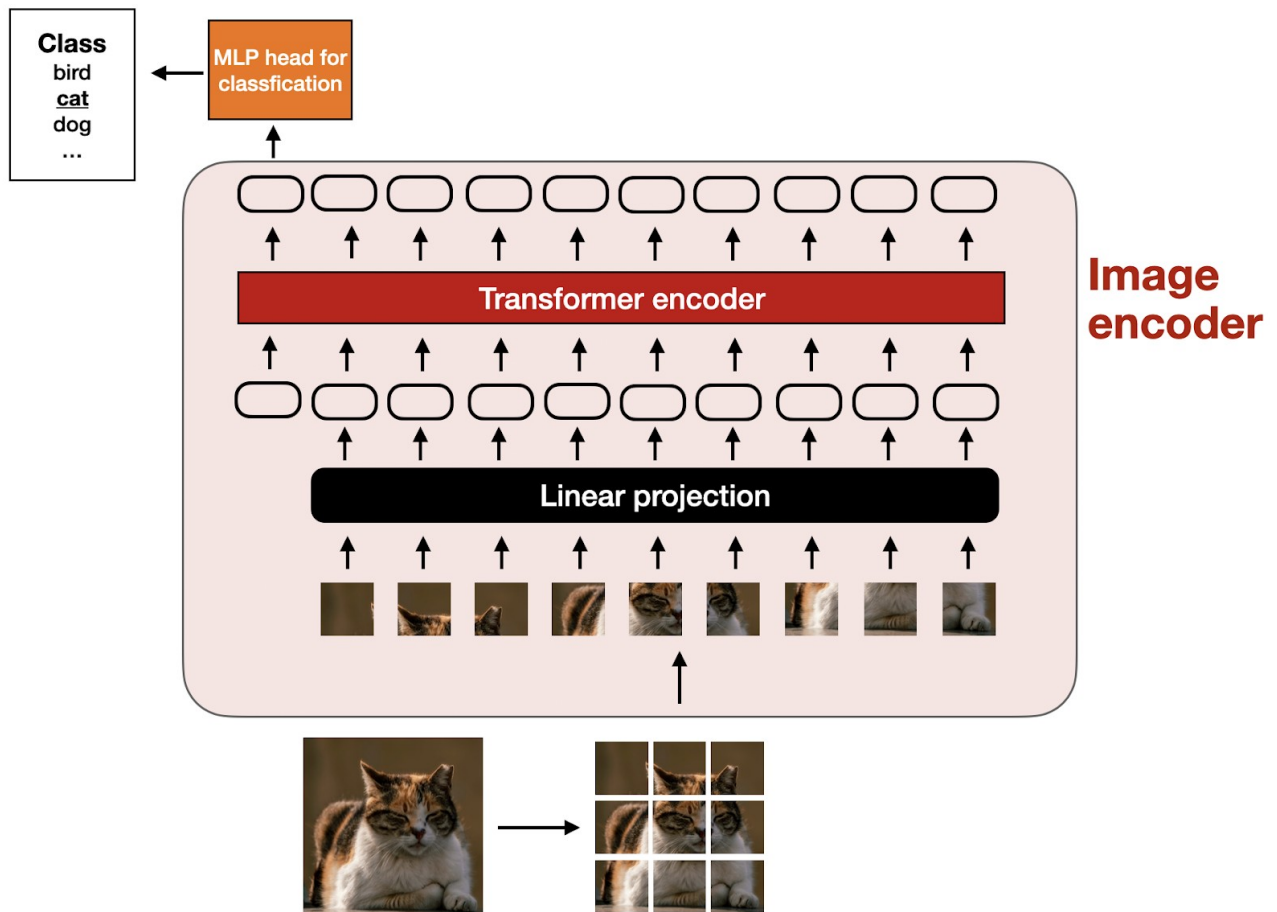 Class
bird
cat
dog
...
MLP head for
classfication
Transformer encoder
Image
encoder
Linear projection